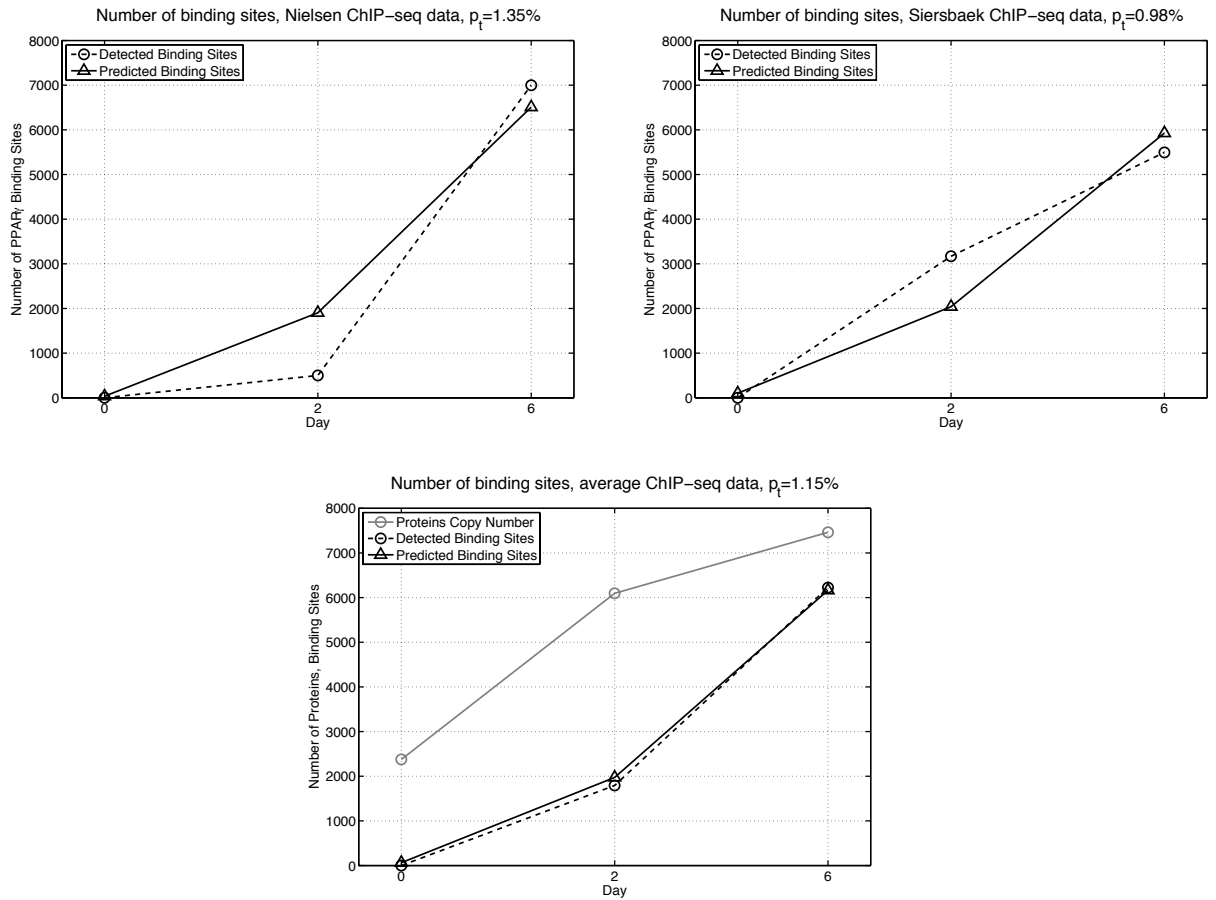 Number of binding sites, Nielsen ChIP−seq data, pt=1.35%
Detected Binding Sites
Predicted Binding Sites
Number of PPARγ Binding Sites
8000
7000
6000
5000
4000
3000
2000
1000
0
0 2 6
Day
Number of binding sites, Siersbaek ChIP−seq data, pt=0.98%
Detected Binding Sites
Predicted Binding Sites
Number of PPARγ Binding Sites
8000
7000
6000
5000
4000
3000
2000
1000
0
0 2 6
Day
Number of binding sites, average ChIP−seq data, pt=1.15%
Proteins Copy Number
Detected Binding Sites
Predicted Binding Sites
Number of Proteins, Binding Sites
8000
7000
6000
5000
4000
3000
2000
1000
0
0 2 6
Day